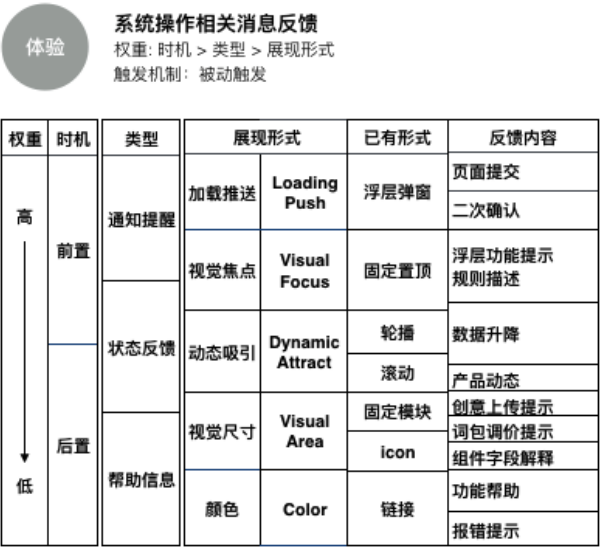 体验
系统操作相关消息反馈
权重: 时机 > 类型 > 展现形式
触发机制：被动触发
权重 时机 类型 展现形式 已有形式 反馈内容
高
低
前置
后置
通知提醒
状态反馈
帮助信息
加载推送 Loading
Push
视觉焦点 Visual
Focus
动态吸引 Dynamic
Attract
视觉尺寸 Visual
Area
颜色 Color
浮层弹窗
固定置顶
轮播
滚动
固定模块
icon
链接
页面提交
二次确认
浮层功能提示
规则描述
数据升降
产品动态
创意上传提示
词包调价提示
组件字段解释
功能帮助
报错提示